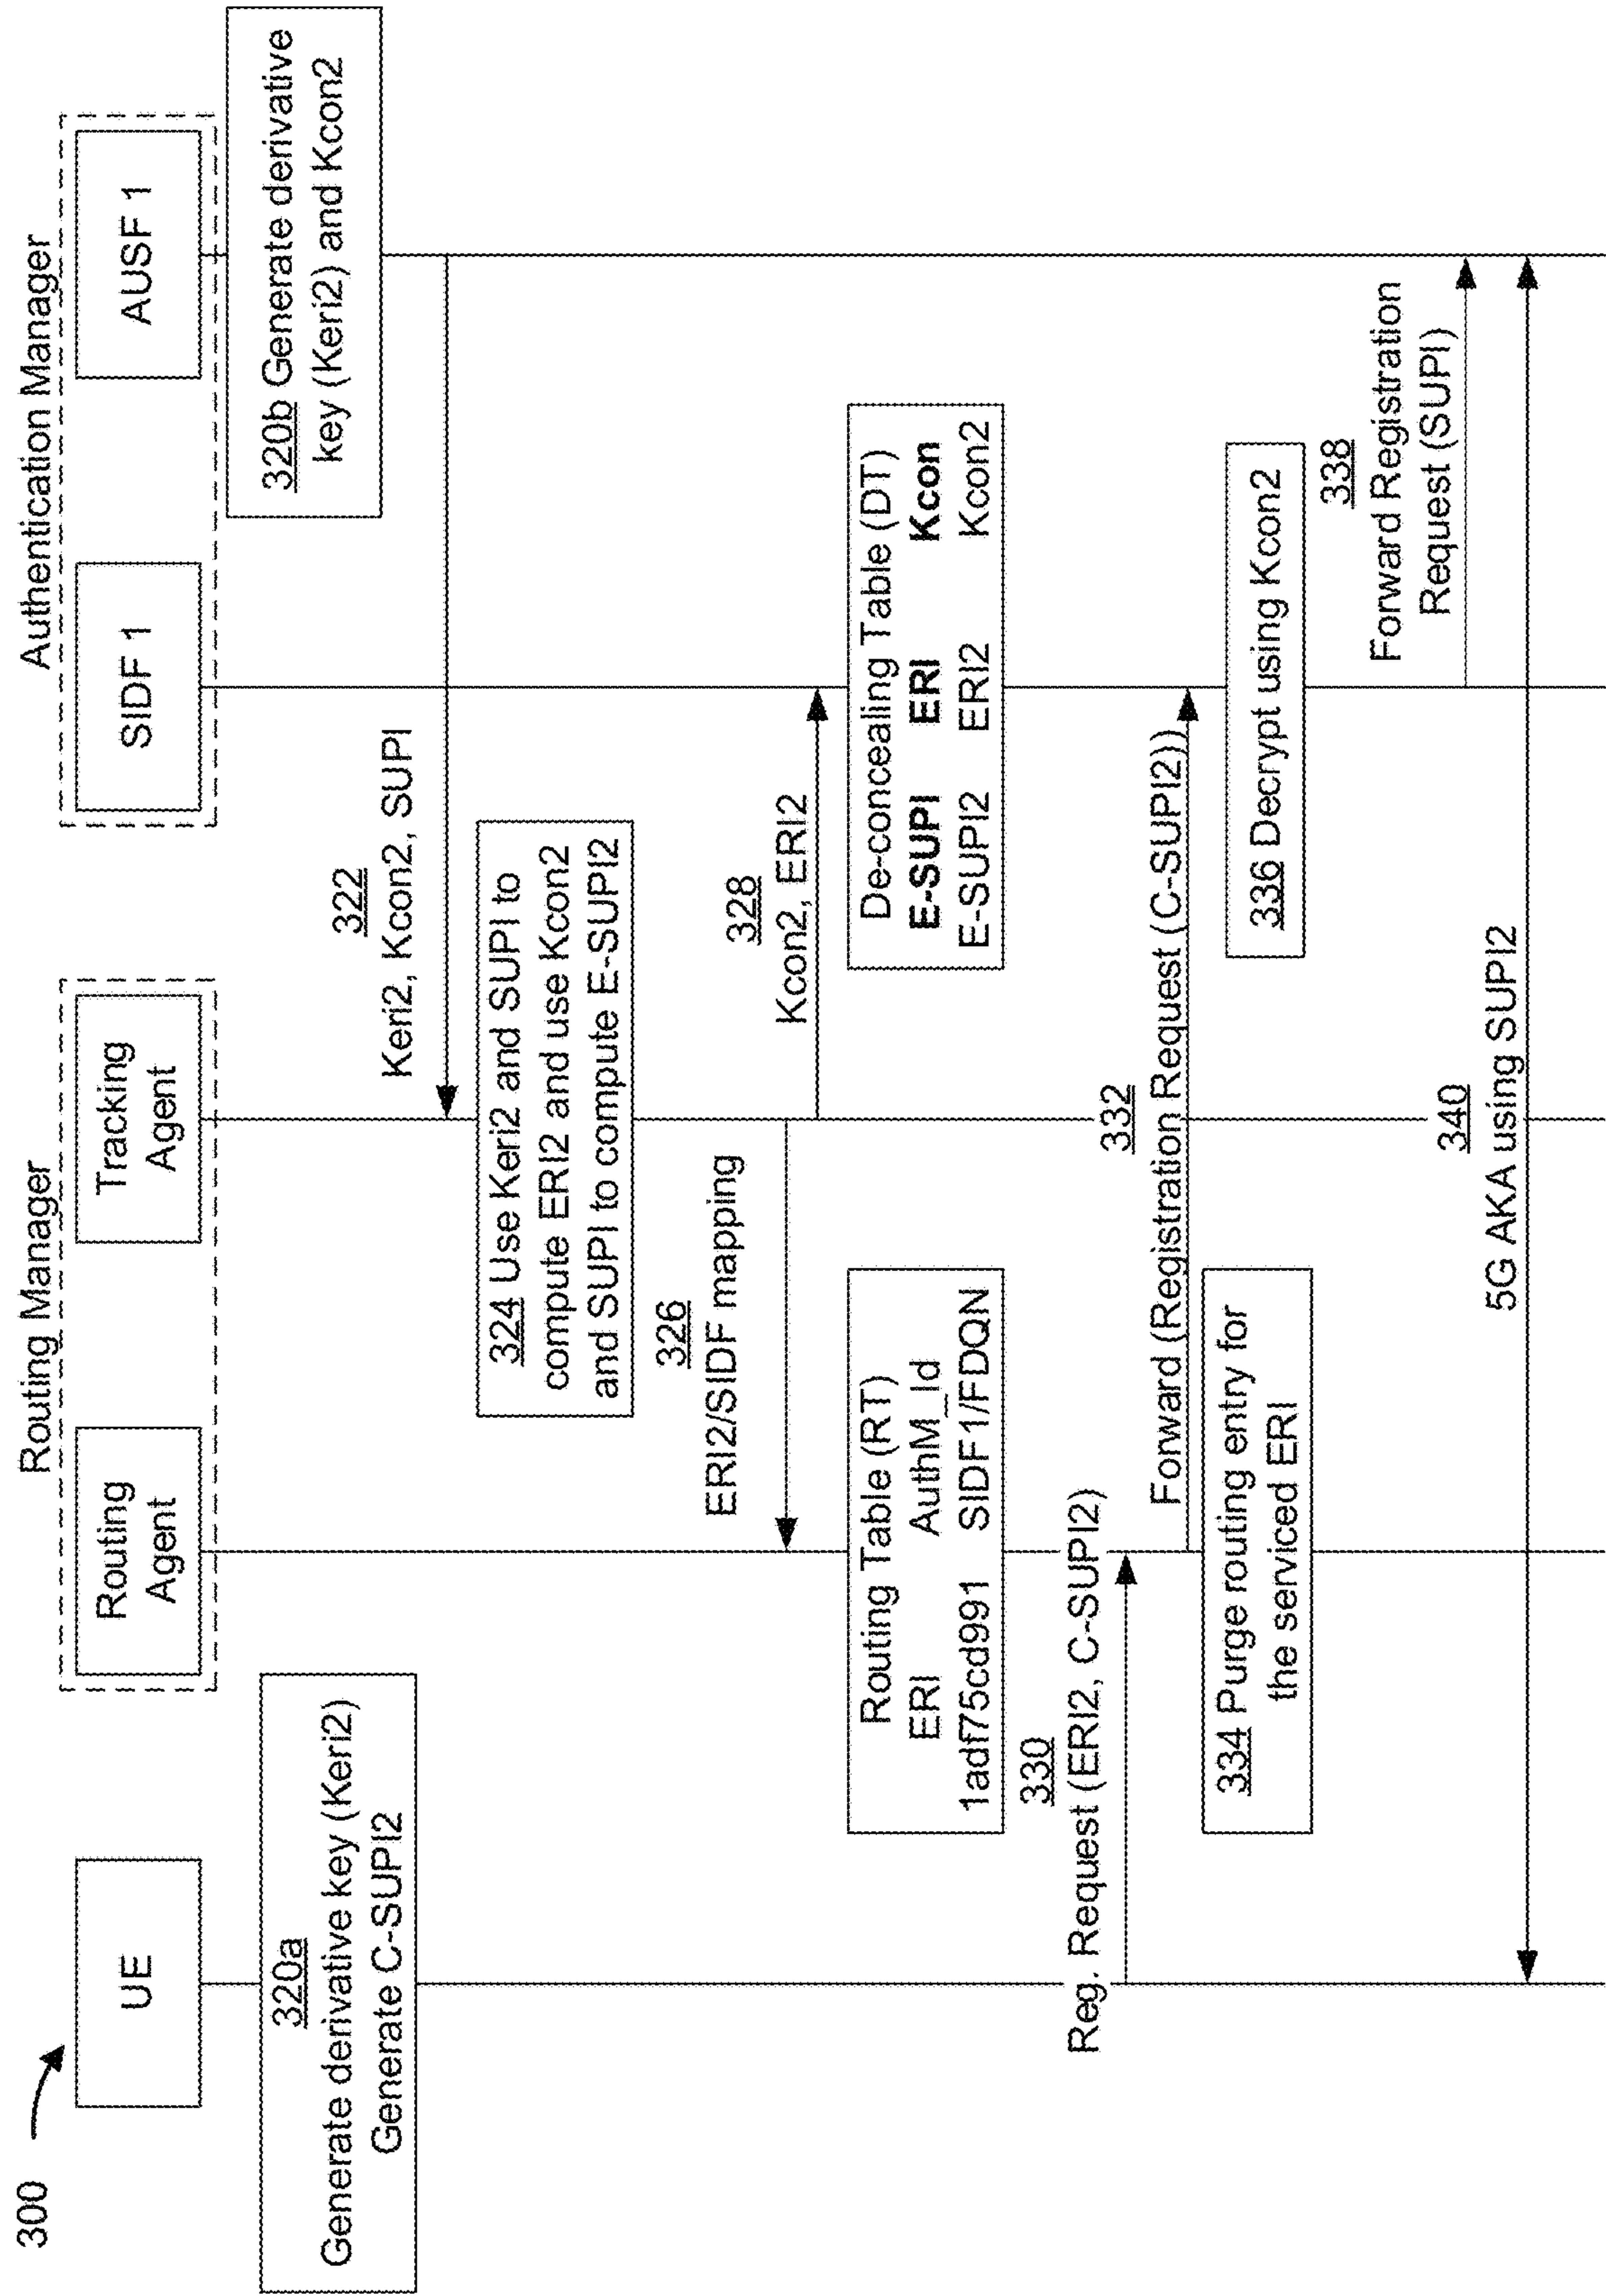 300
Routing Manager
Authentication Manager
UE
Routing
Agent
Tracking
Agent
SIDF 1
AUSF 1
320a
Generate derivative key (Keri2)
Generate C-SUPI2
320b Generate derivative
key (Keri2) and Kcon2
322
Keri2, Kcon2, SUPI
324 Use Keri2 and SUPI to
compute ERI2 and use Kcon2
and SUPI to compute E-SUPI2
326
ERI2/SIDF mapping
328
Kcon2, ERI2
Routing Table (RT)
ERI AuthM_Id
1adf75cd991 SIDF1/FDQN
De-concealing Table (DT)
E-SUPI ERI Kcon
E-SUPI2 ERI2 Kcon2
330
Reg. Request (ERI2, C-SUPI2)
332
Forward (Registration Request (C-SUPI2))
334 Purge routing entry for
the serviced ERI
336 Decrypt using Kcon2
338
Forward Registration
Request (SUPI)
340
5G AKA using SUPI2